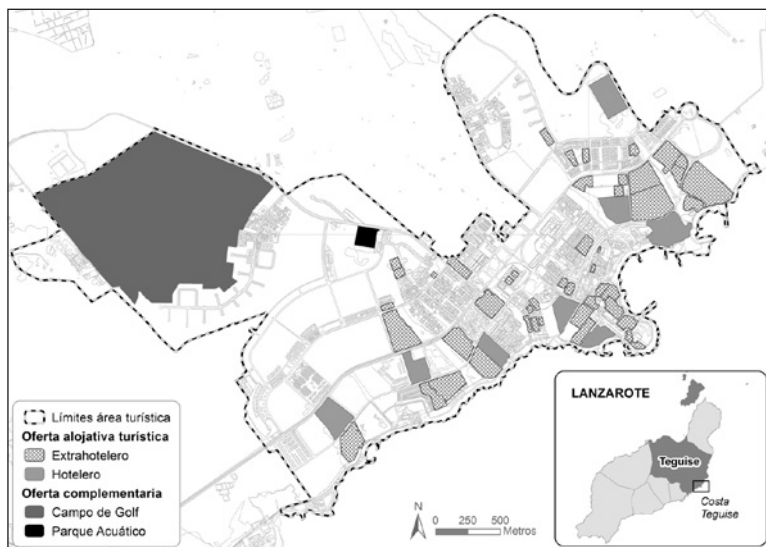 Límites área turística
Oferta alojativa turística
Extrahotelero
Hotelero
Oferta complementaria
Campo de Golf
Parque Acuático
N
0 250 500
Metros
LANZAROTE
Teguise
Costa
Teguise